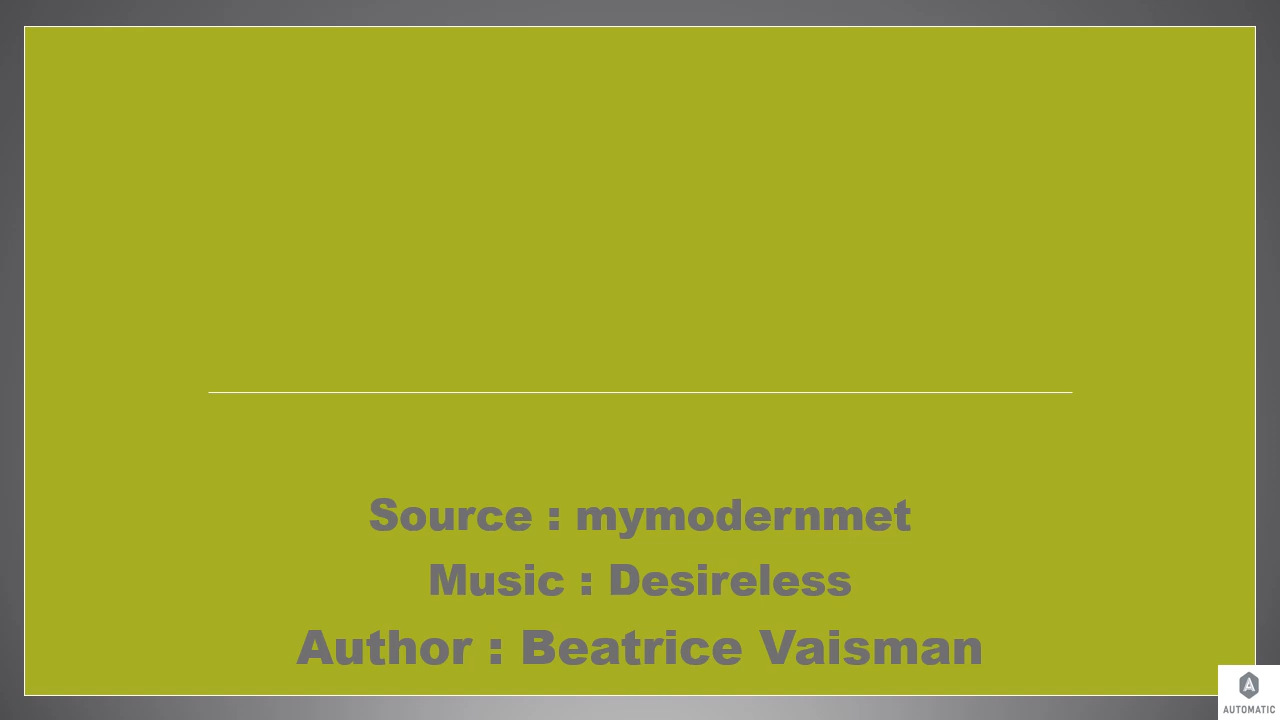 Source : mymodernmet
Music : Desireless
Author : Beatrice Vaisman
AUTOMATIC